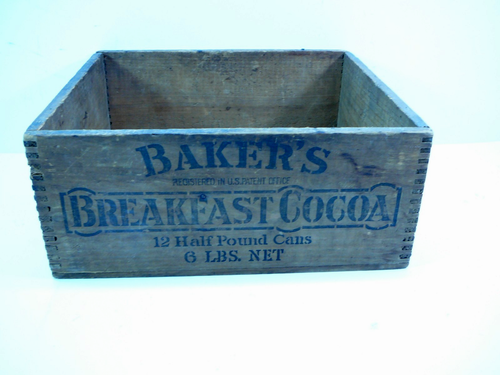 BAKER'S
REGISTERED IN U.S. PATENT OFFICE
BREAKFAST COCOA
12 Half Pound Cans
6 LBS. NET